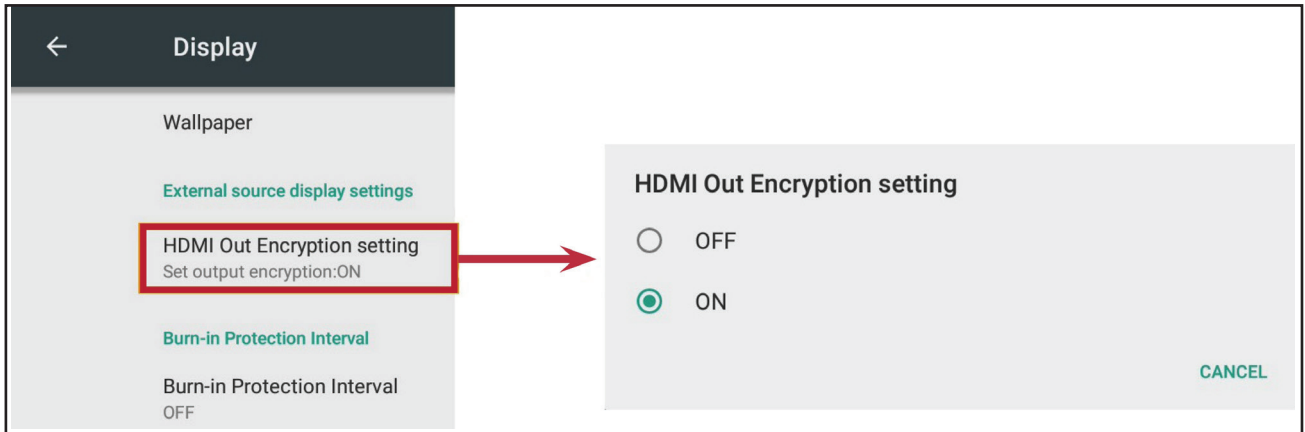 Display
Wallpaper
External source display settings
HDMI Out Encryption setting
Set output encryption:ON
Burn-in Protection Interval
Burn-in Protection Interval
OFF
HDMI Out Encryption setting
OFF
ON
CANCEL